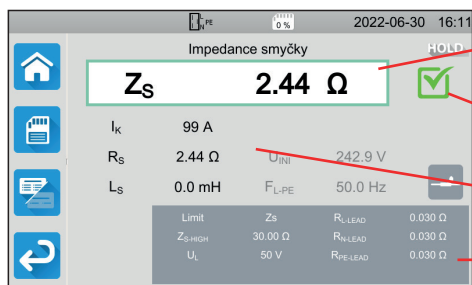 L PE N 0 % 2022-06-30 16:11
Impedance smyčky HOLD
ZS 2.44 Ω
IK 99 A
RS 2.44 Ω UINI 242.9 V
LS 0.0 mH FL-PE 50.0 Hz
Limit Zs RL-LEAD 0.030 Ω
ZS-HIGH 30.00 Ω RN-LEAD 0.030 Ω
UL 50 V RPE-LEAD 0.030 Ω